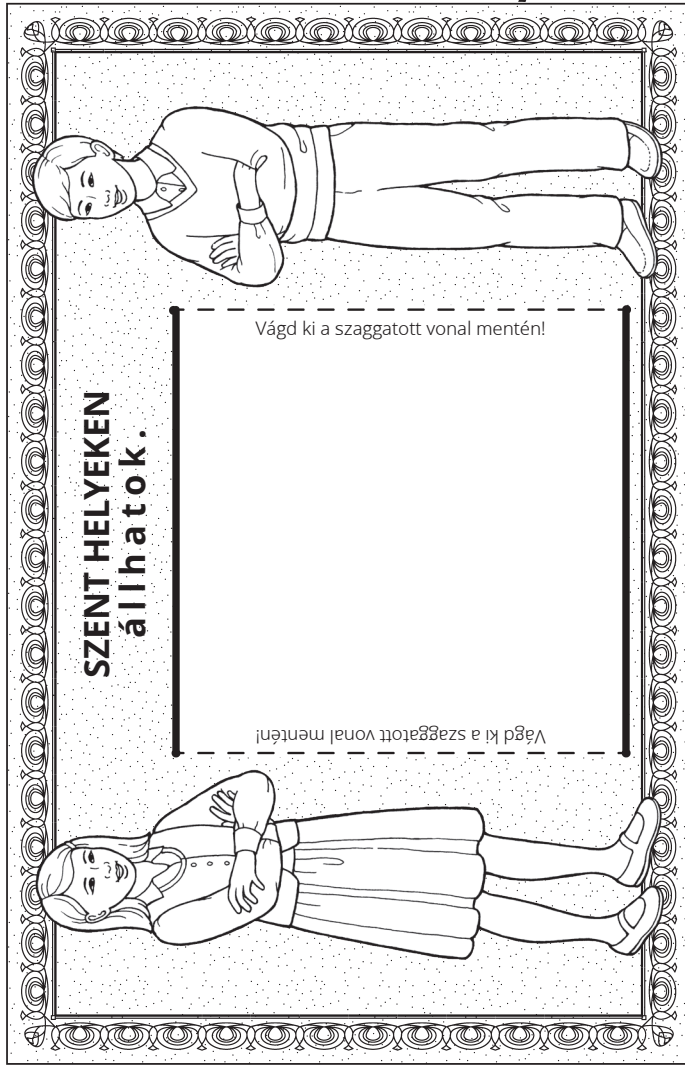 SZENT HELYEKEN
állhatok.
Vágd ki a szaggatott vonal mentén!
Vágd ki a szaggatott vonal mentén!